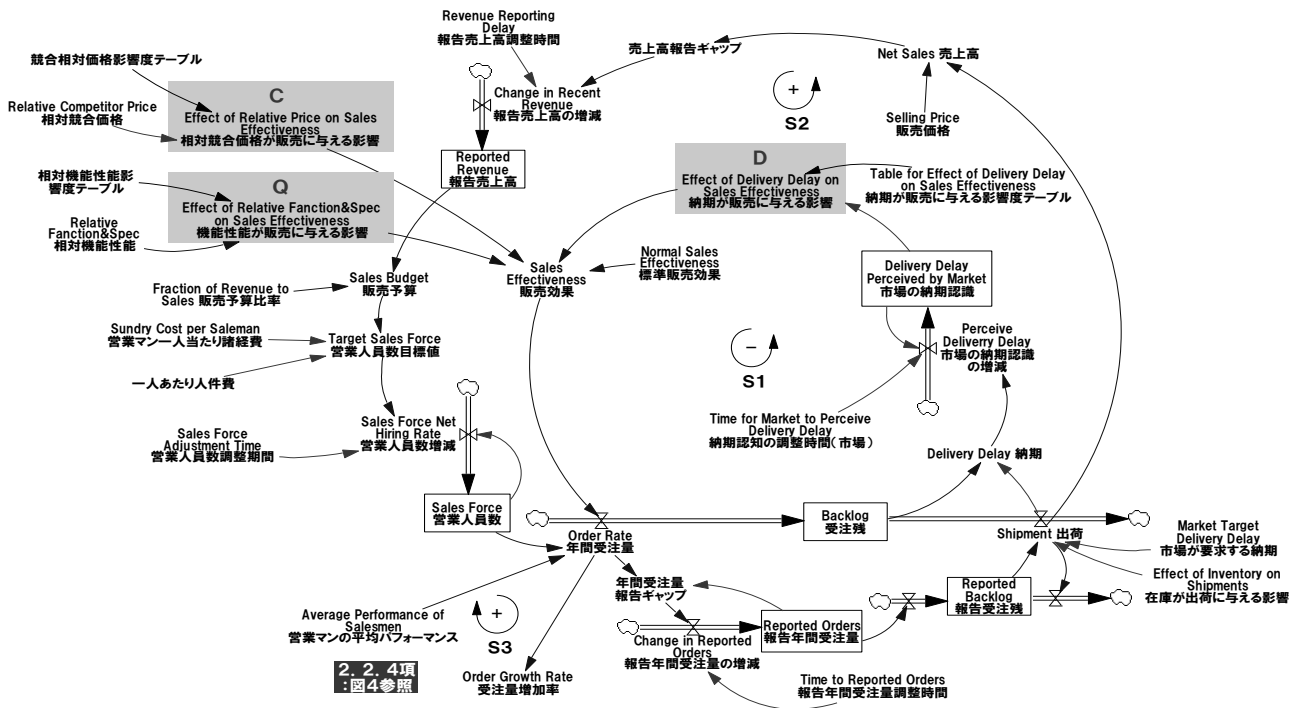 Revenue Reporting
Delay
報告売上高調整時間
売上高報告ギャップ
Net Sales 売上高
競合相対価格影響度テーブル
C
Effect of Relative Price on Sales
Effectiveness
相対競合価格が販売に与える影響
Relative Competitor Price
相対競合価格
Change in Recent
Revenue
報告売上高の増減
+
S2
Selling Price
販売価格
Reported
Revenue
報告売上高
D
Effect of Delivery Delay on
Sales Effectiveness
納期が販売に与える影響
Table for Effect of Delivery Delay
on Sales Effectiveness
納期が販売に与える影響度テーブル
相対機能性能影
響度テーブル
Q
Effect of Relative Fanction&Spec
on Sales Effectiveness
機能性能が販売に与える影響
Relative
Fanction&Spec
相対機能性能
Sales Budget
販売予算
Fraction of Revenue to
Sales 販売予算比率
Sales
Effectiveness
販売効果
Normal Sales
Effectiveness
標準販売効果
Delivery Delay
Perceived by Market
市場の納期認識
Sundry Cost per Saleman
営業マン一人当たり諸経費
Target Sales Force
営業人員数目標値
一人あたり人件費
−
S1
Perceive
Deliverry Delay
市場の納期認識
の増減
Sales Force Net
Hiring Rate
営業人員数増減
Sales Force
Adjustment Time
営業人員数調整期間
Time for Market to Perceive
Delivery Delay
納期認知の調整時間(市場)
Delivery Delay 納期
Sales Force
営業人員数
Backlog
受注残
Order Rate
年間受注量
Shipment 出荷
Market Target
Delivery Delay
市場が要求する納期
Effect of Inventory on
Shipments
在庫が出荷に与える影響
年間受注量
報告ギャップ
Reported
Backlog
報告受注残
Average Performance of
Salesmen
営業マンの平均パフォーマンス
+
S3
Reported Orders
報告年間受注量
Change in Reported
Orders
報告年間受注量の増減
2. 2. 4項
:図4参照
Order Growth Rate
受注量増加率
Time to Reported Orders
報告年間受注量調整時間